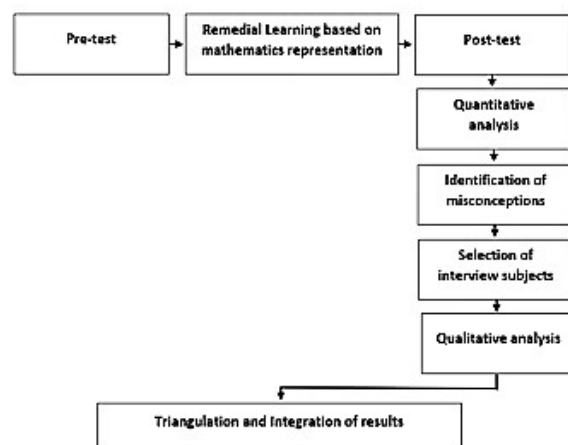 Pre-test
Remedial Learning based on
mathematics representation
Post-test
Quantitative
analysis
Identification of
misconceptions
Selection of
interview subjects
Qualitative analysis
Triangulation and Integration of results